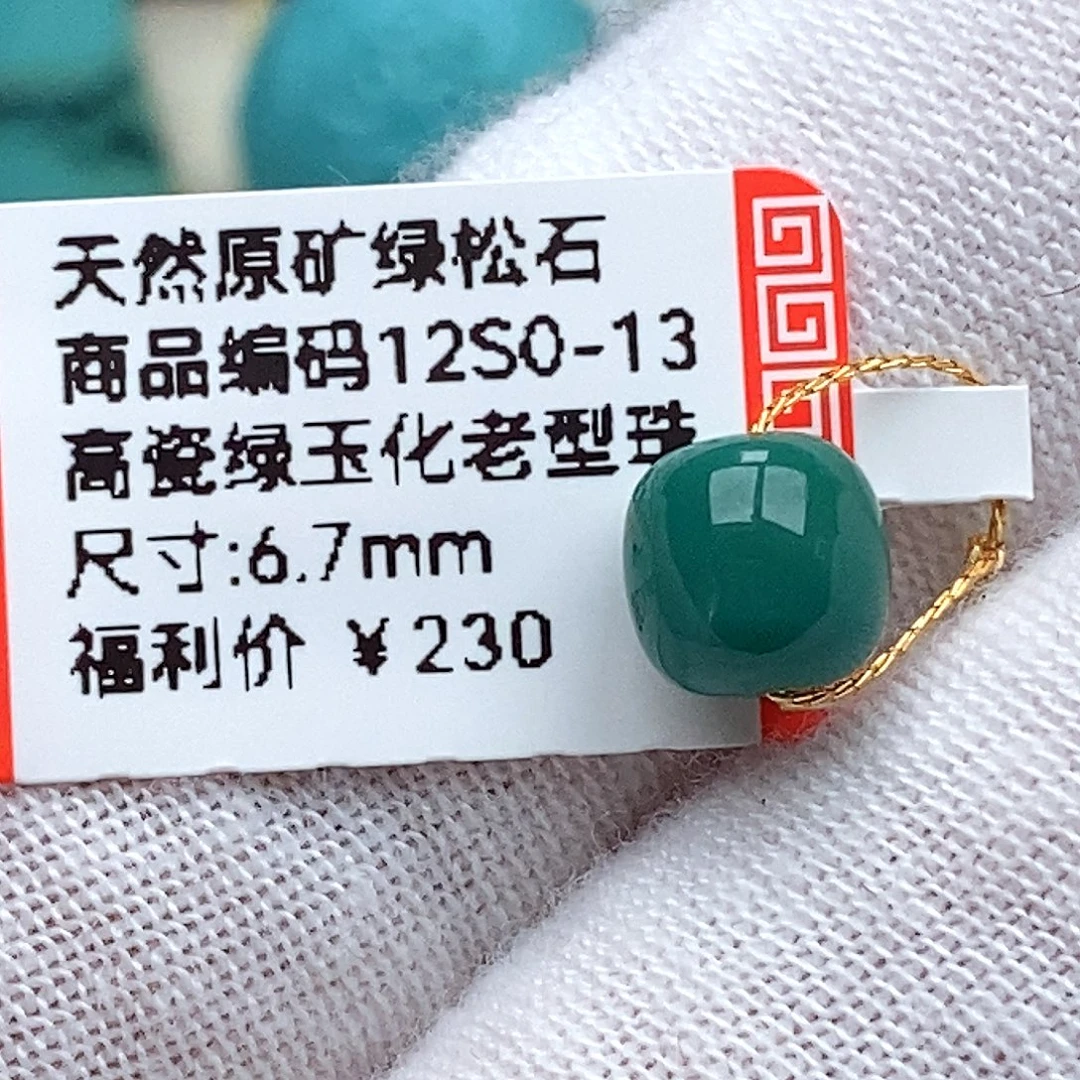 天然原矿绿松石
商品编码12S0-13
高瓷绿玉化老型珠
尺寸:6.7mm
福利价 ¥230